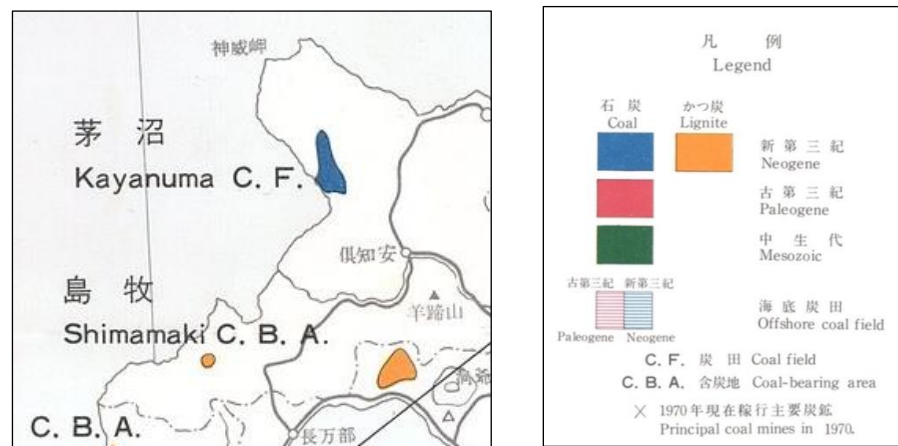 神威岬
茅沼
Kayanuma C. F.
倶知安
島牧
羊蹄山
Shimamaki C. B. A.
洞爺
C. B. A.
長万部
凡例
Legend
石炭 かつ炭
Coal Lignite
新第三紀
Neogene
古第三紀
Paleogene
中生代
Mesozoic
古第三紀 新第三紀
海底炭田
Offshore coal field
Paleogene Neogene
C. F. 炭田 Coal field
C. B. A. 含炭地 Coal-bearing area
× 1970年現在稼行主要炭鉱
Principal coal mines in 1970.